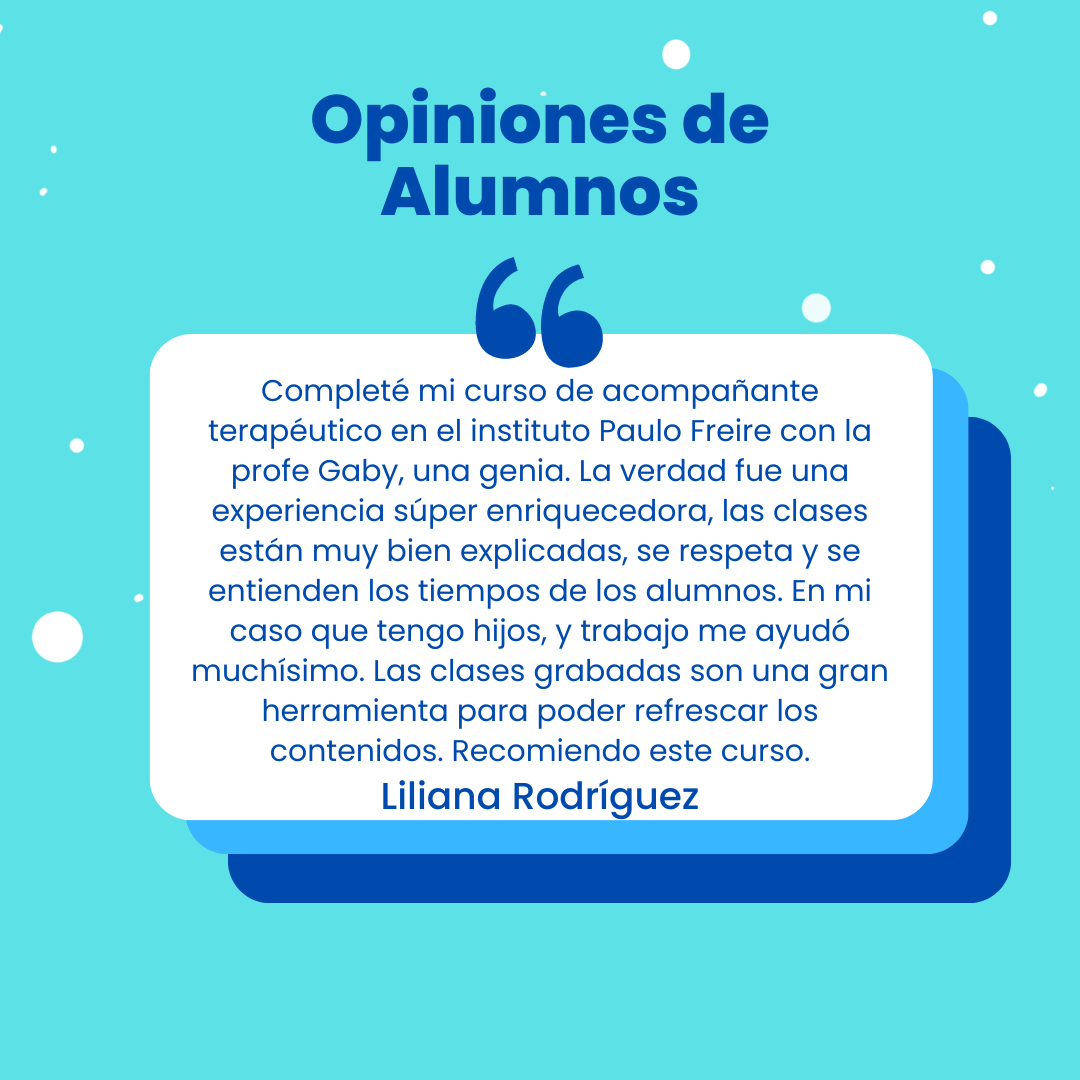 Opiniones de
Alumnos
“
Completé mi curso de acompañante
terapéutico en el instituto Paulo Freire con la
profe Gaby, una genia. La verdad fue una
experiencia súper enriquecedora, las clases
están muy bien explicadas, se respeta y se
entienden los tiempos de los alumnos. En mi
caso que tengo hijos, y trabajo me ayudó
muchísimo. Las clases grabadas son una gran
herramienta para poder refrescar los
contenidos. Recomiendo este curso.
Liliana Rodríguez